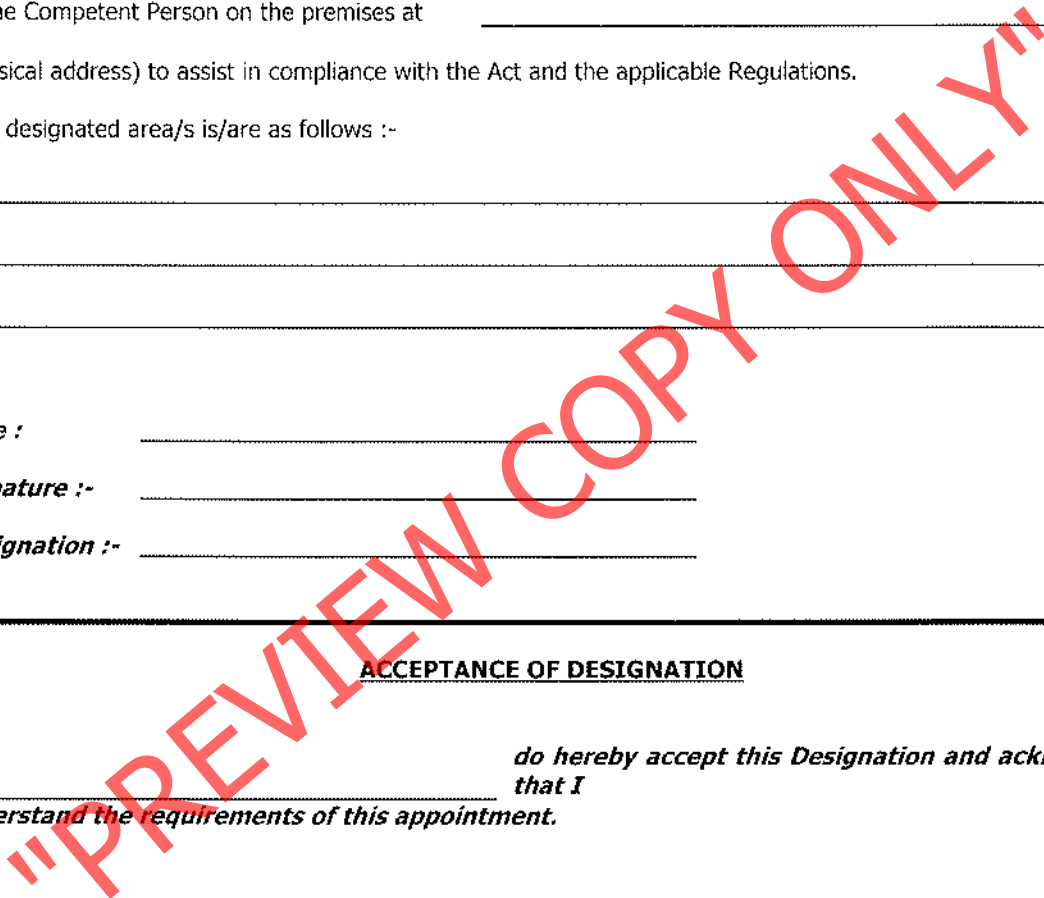 ne Competent Person on the premises at
sical address) to assist in compliance with the Act and the applicable Regulations.
designated area/s is/are as follows :-
e :
ature :-
ignation :-
ACCEPTANCE OF DESIGNATION
do hereby accept this Designation and ack
that I
erstand the requirements of this appointment.
"PREVIEW COPY ONLY"